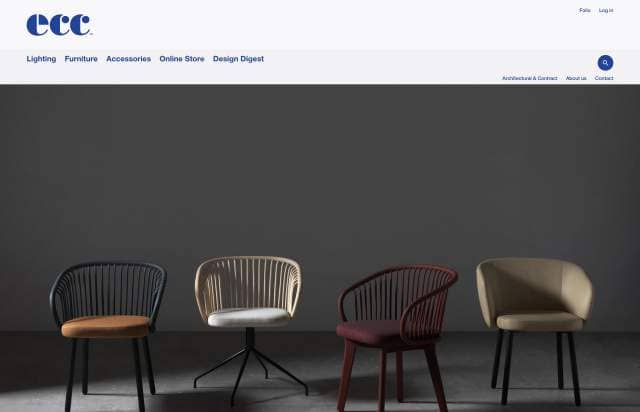 Folio Log in
ecc.
Lighting Furniture Accessories Online Store Design Digest
Architectural & Contract About us Contact